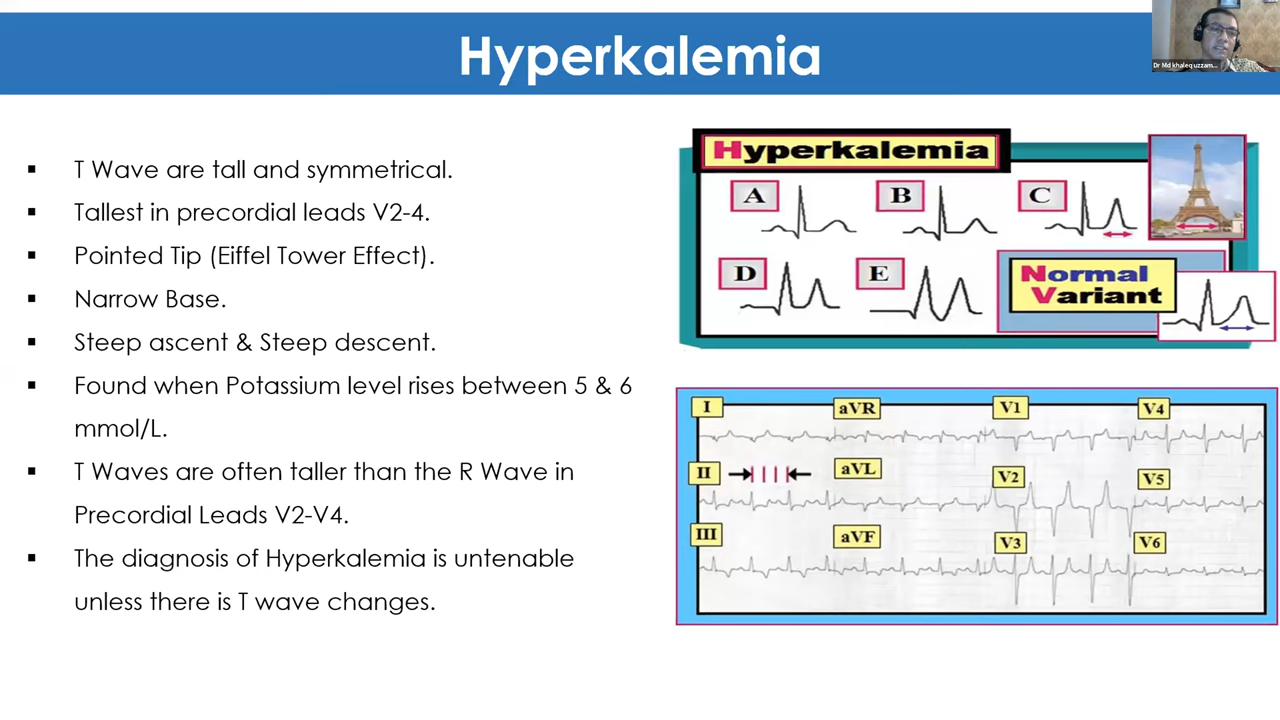 Hyperkalemia
Dr Md khalequzzam...
T Wave are tall and symmetrical.
Tallest in precordial leads V2-4.
Pointed Tip (Eiffel Tower Effect).
Narrow Base.
Steep ascent & Steep descent.
Found when Potassium level rises between 5 & 6
mmol/L.
T Waves are often taller than the R Wave in
Precordial Leads V2-V4.
The diagnosis of Hyperkalemia is untenable
unless there is T wave changes.
Hyperkalemia
A B C
D E
Normal
Variant
I aVR V1 V4
II aVL V2 V5
III aVF V3 V6